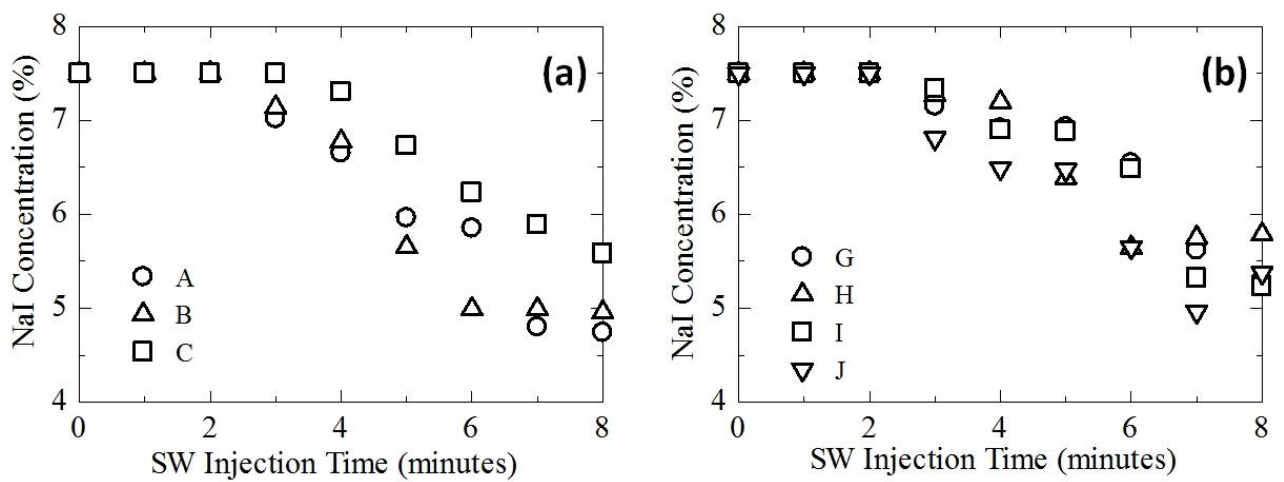 (a)
NaI Concentration (%)
8
7
6
5
4
A
B
C
0 2 4 6 8
SW Injection Time (minutes)
(b)
NaI Concentration (%)
8
7
6
5
4
G
H
I
J
0 2 4 6 8
SW Injection Time (minutes)